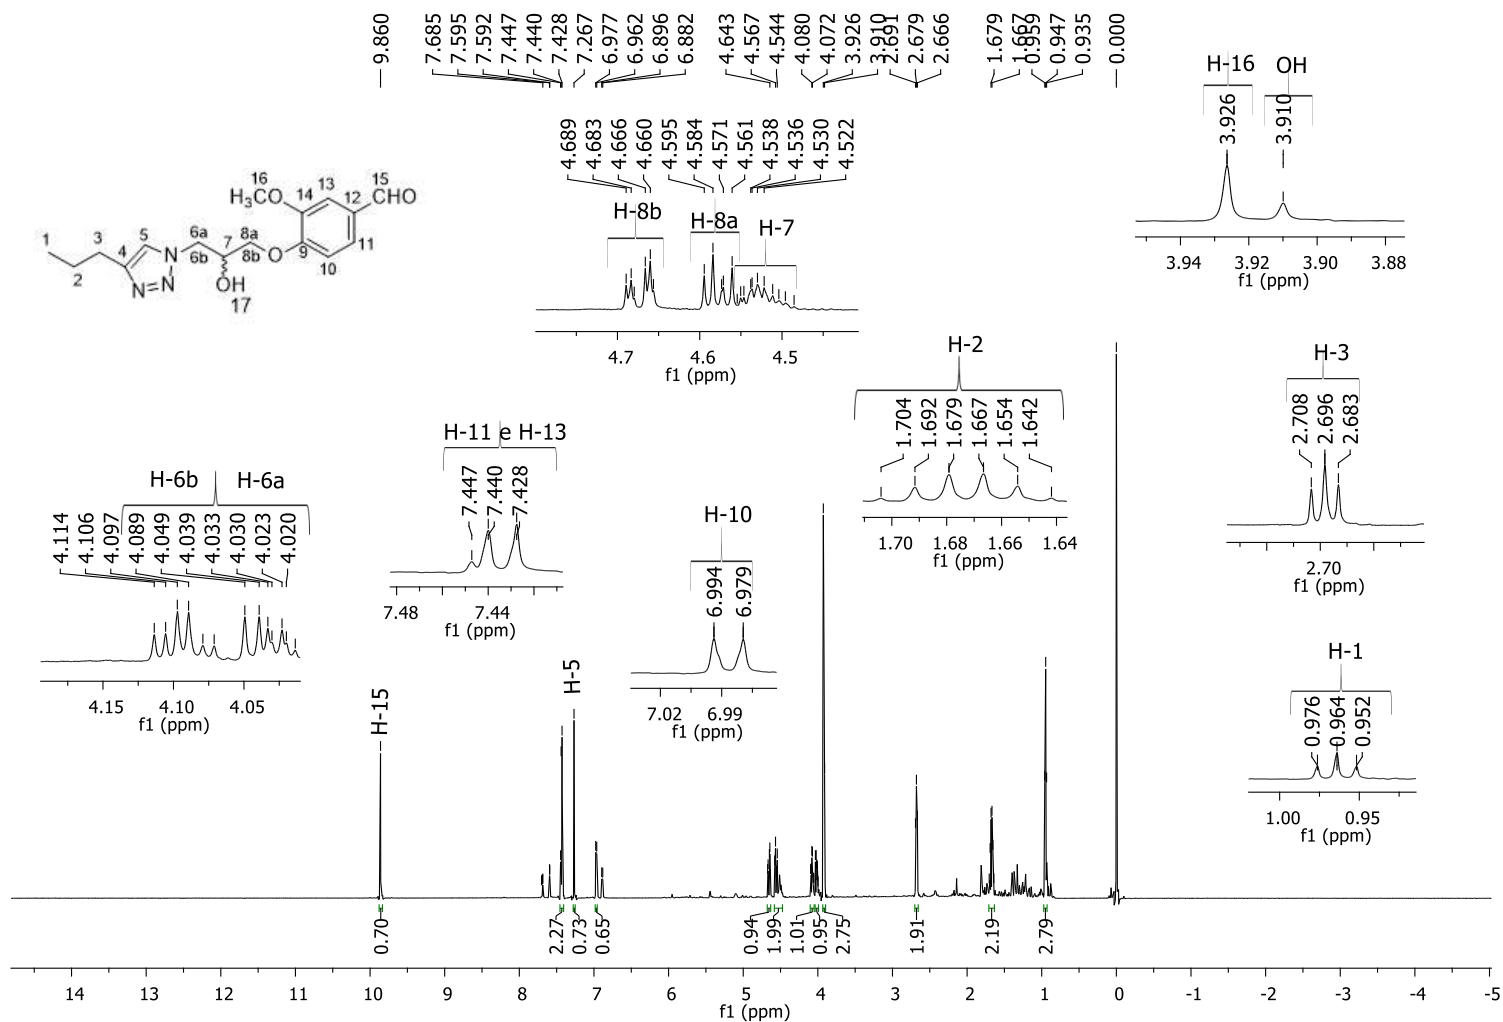 9.860
7.685
7.595
7.592
7.447
7.440
7.428
7.267
6.977
6.962
6.896
6.882
4.643
4.567
4.544
4.080
4.072
3.926
3.910
2.691
2.679
2.666
1.679
1.667
0.959
0.947
0.935
0.000
H-16 OH
3.926
3.910
3.94 3.92 3.90 3.88
f1 (ppm)
4.689
4.683
4.666
4.660
4.595
4.584
4.571
4.561
4.538
4.536
4.530
4.522
H-8b H-8a H-7
4.7 4.6 4.5
f1 (ppm)
16
H₃CO
13
14
12
15
CHO
11
10
9
O
8a
8b
7
OH
17
6a
6b
N
N=N
5
4
3
2
1
H-2
1.704
1.692
1.679
1.667
1.654
1.642
1.70 1.68 1.66 1.64
f1 (ppm)
H-3
2.708
2.696
2.683
2.70
f1 (ppm)
H-11 e H-13
7.447
7.440
7.428
7.48 7.44
f1 (ppm)
H-6b H-6a
4.114
4.106
4.097
4.089
4.049
4.039
4.033
4.030
4.023
4.020
4.15 4.10 4.05
f1 (ppm)
H-10
6.994
6.979
7.02 6.99
f1 (ppm)
H-1
0.976
0.964
0.952
1.00 0.95
f1 (ppm)
H-15
H-5
0.70
2.27
0.73
0.65
0.94
1.99
1.01
0.95
2.75
1.91
2.19
2.79
14 13 12 11 10 9 8 7 6 5 4 3 2 1 0 -1 -2 -3 -4 -5
f1 (ppm)